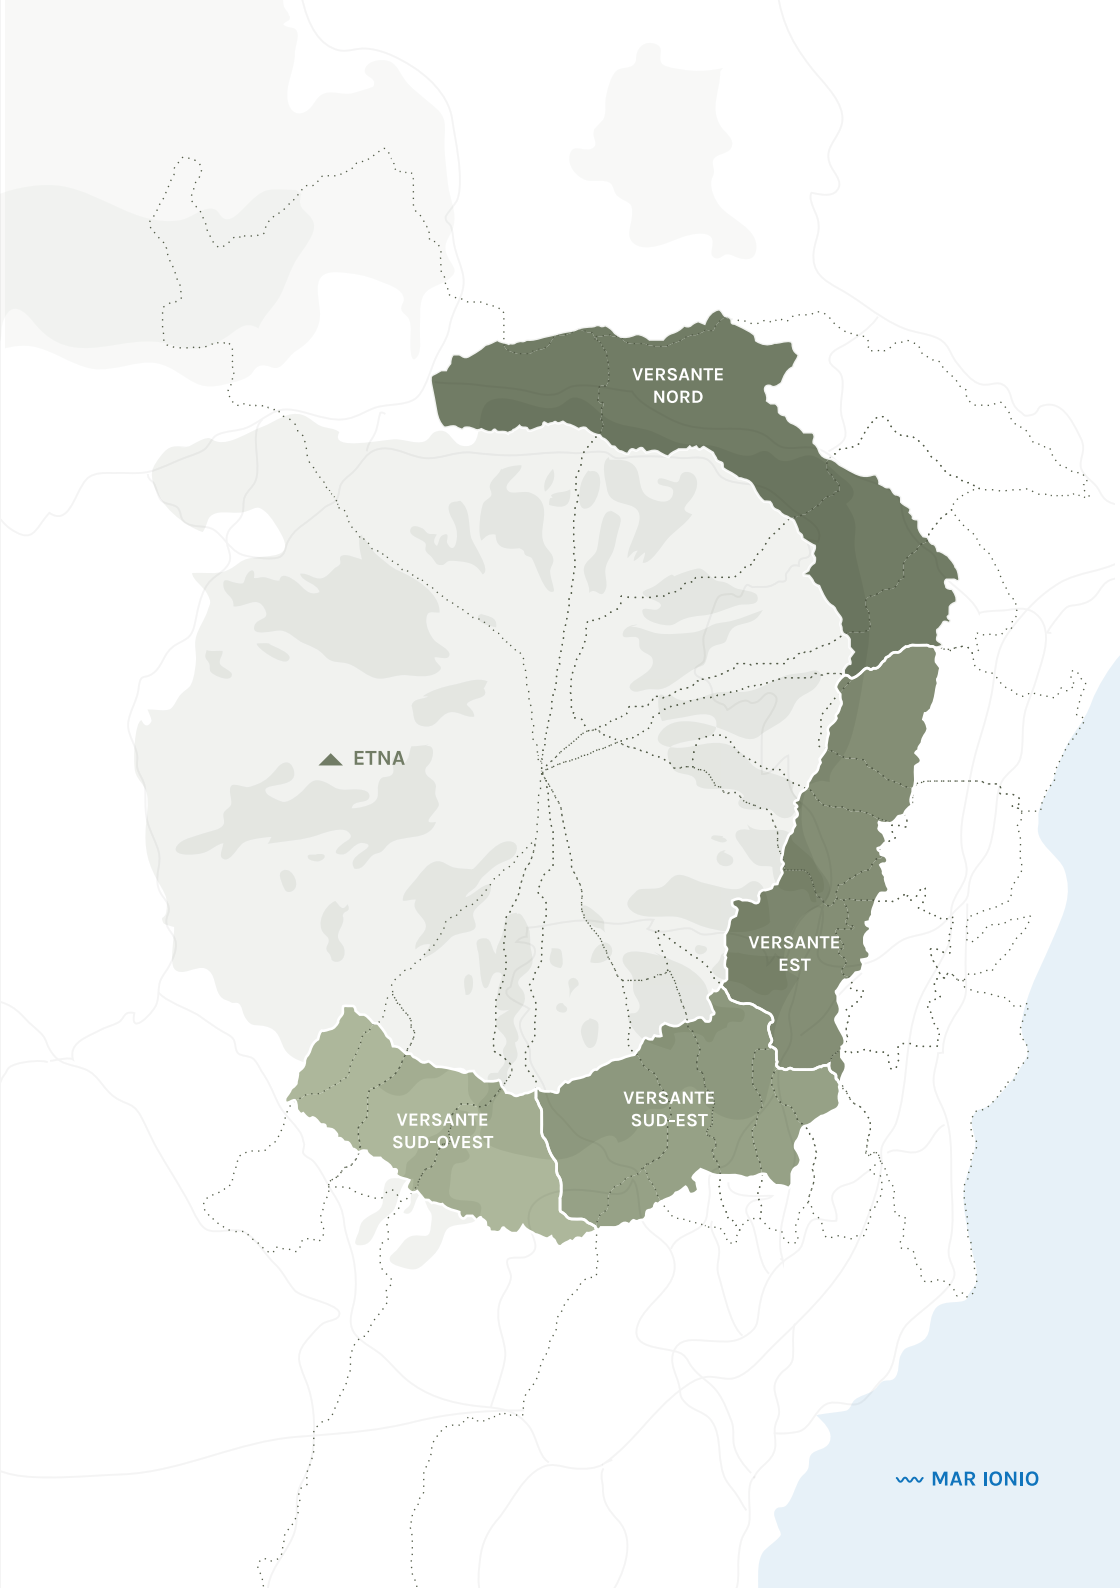 VERSANTE
NORD
ETNA
VERSANTE
EST
VERSANTE
SUD-EST
VERSANTE
SUD-OVEST
MAR IONIO